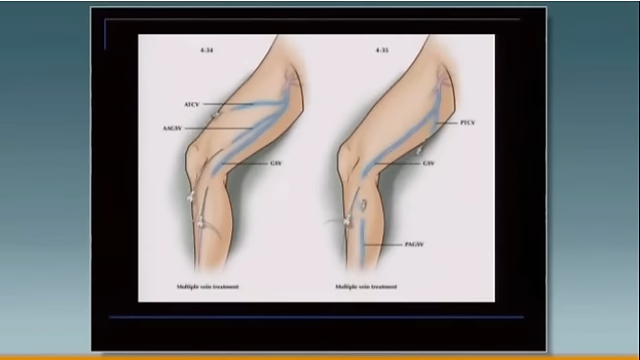 4-34
4-35
ATCV
PTCV
AAGSV
GSV
GSV
PAGSV
Multiple vein treatment
Multiple vein treatment